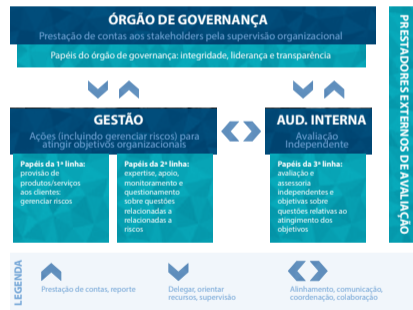 ÓRGÃO DE GOVERNANÇA
Prestação de contas aos stakeholders pela supervisão organizacional
Papéis do órgão de governança: integridade, liderança e transparência
GESTÃO
Ações (incluindo gerenciar riscos) para
atingir objetivos organizacionais
Papéis da 1ª linha:
provisão de
produtos/serviços
aos clientes:
gerenciar riscos
Papéis da 2ª linha:
expertise, apoio,
monitoramento e
questionamento
sobre questões
relacionadas a
relacionadas a
riscos
AUD. INTERNA
Avaliação
Independente
Papéis da 3ª linha:
avaliação e
assessoria
independentes e
objetivas sobre
questões relativas ao
atingimento dos
objetivos
PRESTADORES EXTERNOS DE AVALIAÇÃO
LEGENDA
Prestação de contas, reporte
Delegar, orientar
recursos, supervisão
Alinhamento, comunicação,
coordenação, colaboração